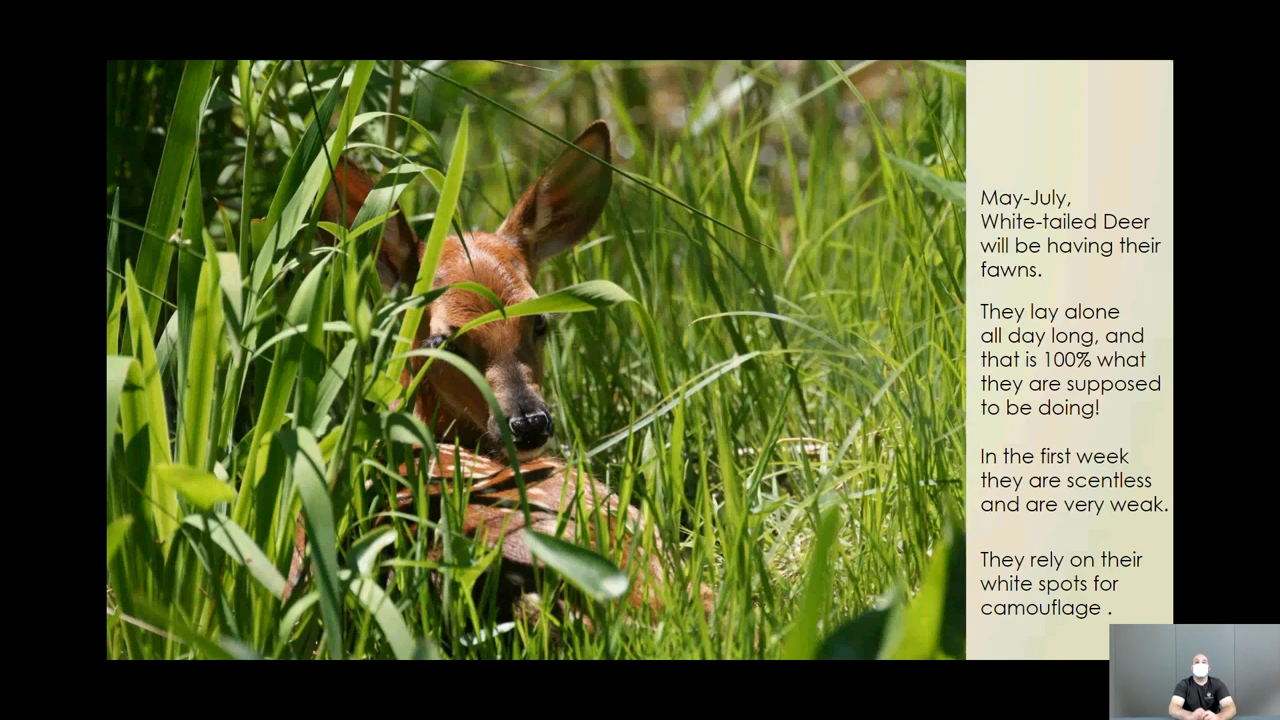 May-July,
White-tailed Deer
will be having their
fawns.
They lay alone
all day long, and
that is 100% what
they are supposed
to be doing!
In the first week
they are scentless
and are very weak.
They rely on their
white spots for
camouflage .